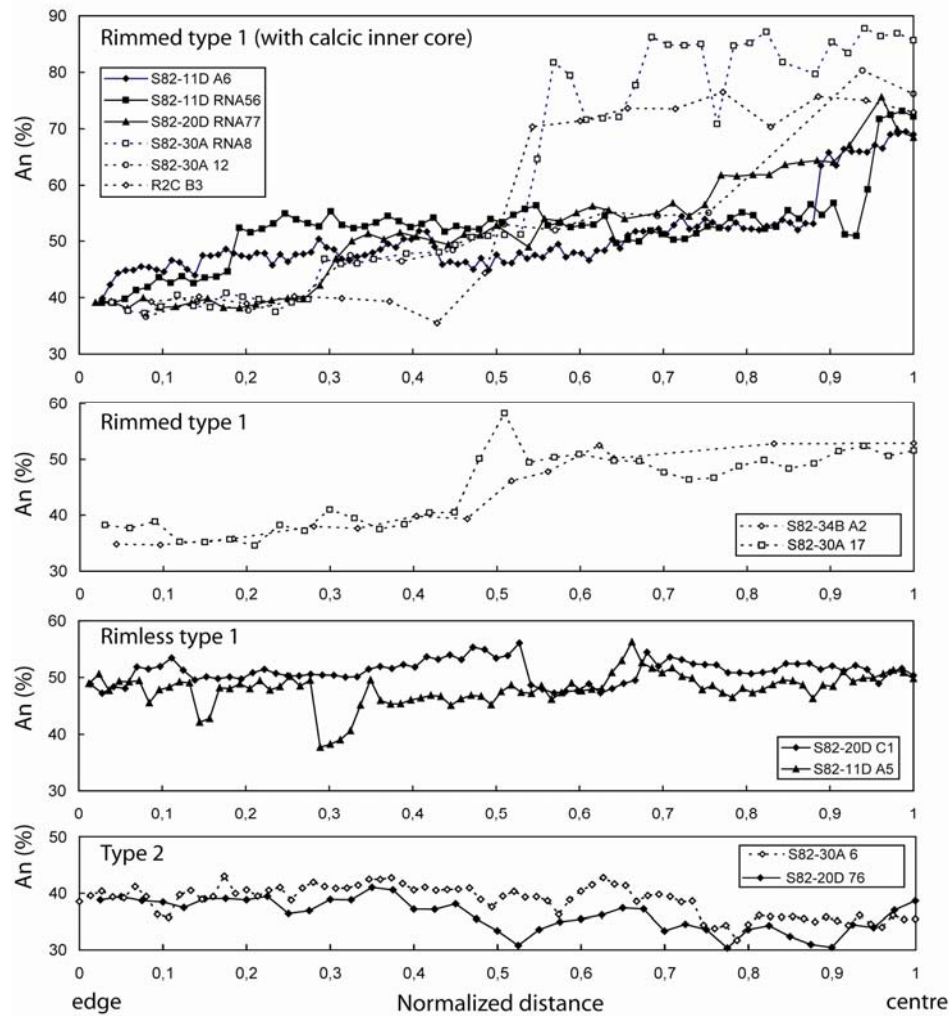 Rimmed type 1 (with calcic inner core)
S82-11D A6
S82-11D RNA56
S82-20D RNA77
S82-30A RNA8
S82-30A 12
R2C B3
An (%)
90
80
70
60
50
40
30
0 0,1 0,2 0,3 0,4 0,5 0,6 0,7 0,8 0,9 1
Rimmed type 1
S82-34B A2
S82-30A 17
An (%)
60
50
40
30
0 0,1 0,2 0,3 0,4 0,5 0,6 0,7 0,8 0,9 1
Rimless type 1
S82-20D C1
S82-11D A5
An (%)
60
50
40
30
0 0,1 0,2 0,3 0,4 0,5 0,6 0,7 0,8 0,9 1
Type 2
S82-30A 6
S82-20D 76
An (%)
50
40
30
0 0,1 0,2 0,3 0,4 0,5 0,6 0,7 0,8 0,9 1
edge Normalized distance centre